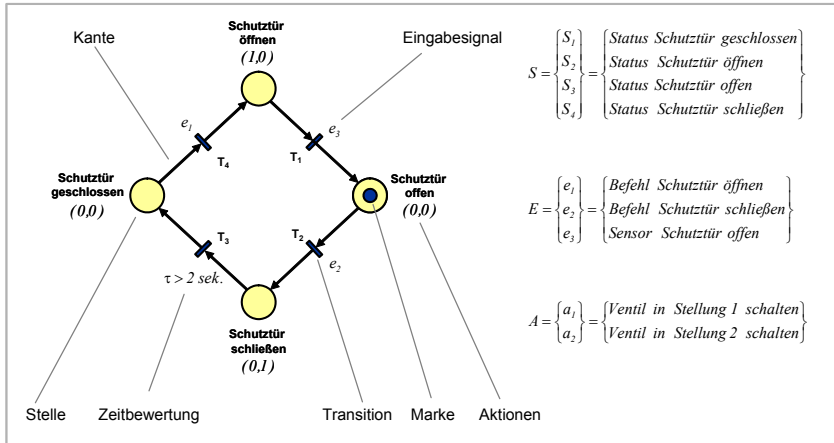 Kante
Schutztür
öffnen
(1,0)
Eingabesignal
e₁
T₄
e₃
T₁
Schutztür
geschlossen
(0,0)
Schutztür
offen
(0,0)
T₃
τ > 2 sek.
T₂
e₂
Schutztür
schließen
(0,1)
Stelle
Zeitbewertung
Transition
Marke
Aktionen
S = {S₁ S₂ S₃ S₄} = {Status Schutztür geschlossen
Status Schutztür öffnen
Status Schutztür offen
Status Schutztür schließen}
E = {e₁ e₂ e₃} = {Befehl Schutztür öffnen
Befehl Schutztür schließen
Sensor Schutztür offen}
A = {a₁ a₂} = {Ventil in Stellung 1 schalten
Ventil in Stellung 2 schalten}